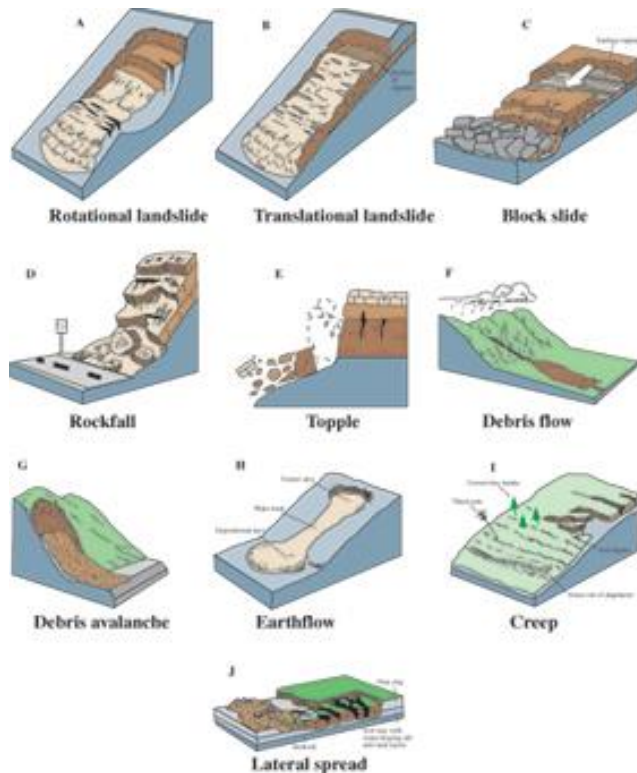 A
B
C
Rotational landslide
Translational landslide
Block slide
D
E
F
Rockfall
Topple
Debris flow
G
H
I
Debris avalanche
Earthflow
Creep
J
Lateral spread